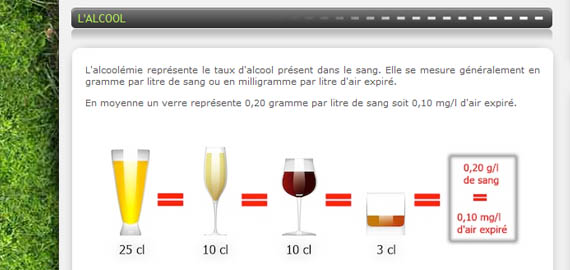 L'ALCOOL
L'alcoolémie représente le taux d'alcool présent dans le sang. Elle se mesure généralement en
gramme par litre de sang ou en milligramme par litre d'air expiré.
En moyenne un verre représente 0,20 gramme par litre de sang soit 0,10 mg/l d'air expiré.
= = = =
0,20 g/l
de sang
=
0,10 mg/l
d'air expiré
25 cl 10 cl 10 cl 3 cl